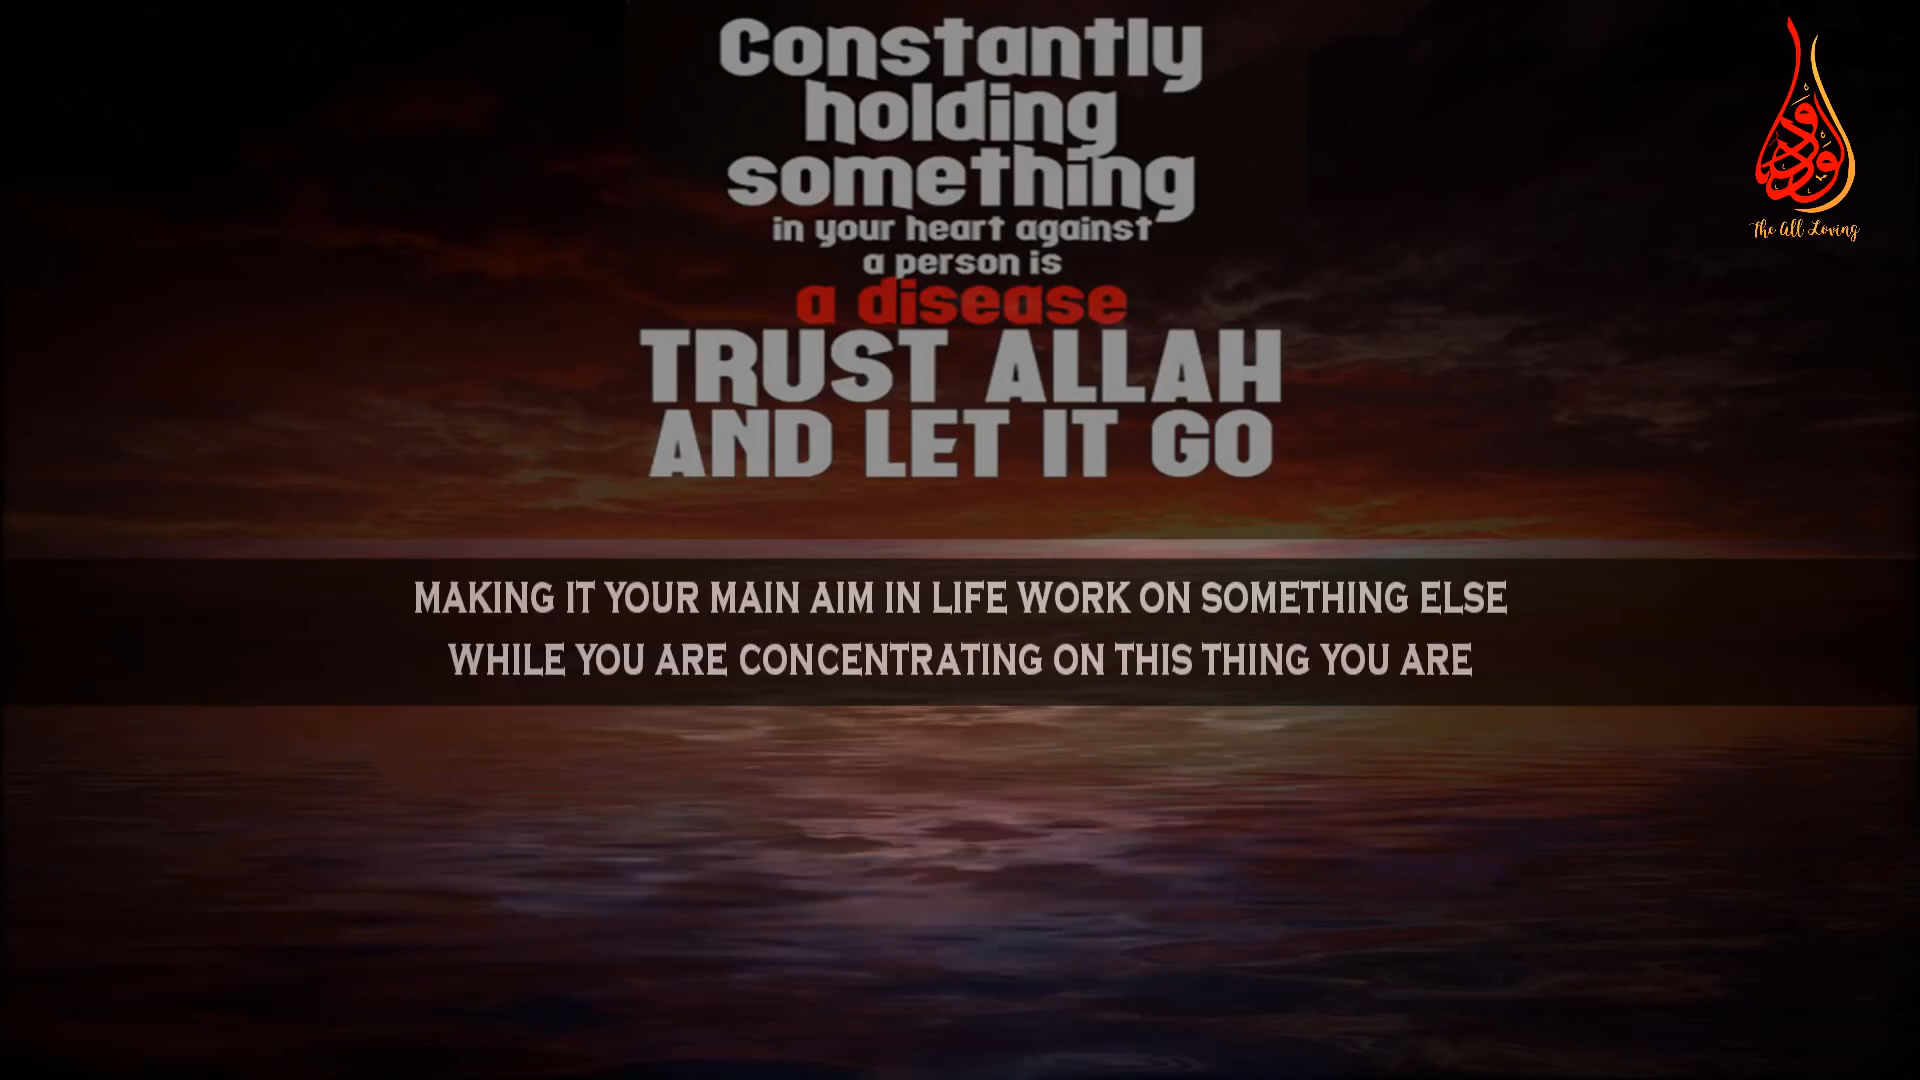 Constantly
holding
something
in your heart against
a person is
a disease
TRUST ALLAH
AND LET IT GO
The All Loving
MAKING IT YOUR MAIN AIM IN LIFE WORK ON SOMETHING ELSE
WHILE YOU ARE CONCENTRATING ON THIS THING YOU ARE